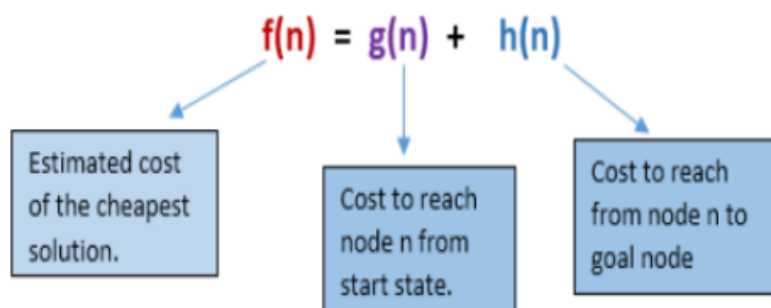 f(n) = g(n) + h(n)
Estimated cost
of the cheapest
solution.
Cost to reach
node n from
start state.
Cost to reach
from node n to
goal node